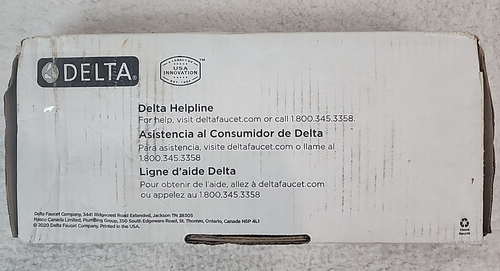 DELTA
USA
INNOVATION
Delta Helpline
For help, visit deltafaucet.com or call 1.800.345.3358.
Asistencia al Consumidor de Delta
Para asistencia, visite deltafaucet.com o llame al
1.800.345.3358
Ligne d'aide Delta
Pour obtenir de l'aide, allez à deltafaucet.com
ou appelez au 1.800.345.3358
Delta Faucet Company, 3441 Ridgecrest Road Extended, Jackson TN 38305
Masco Canada Limited, Plumbing Group, 350 South Edgeware Road, St. Thomas, Ontario, Canada N5P 4L1
© 2020 Delta Faucet Company, Printed in the USA.
Please
Recycle